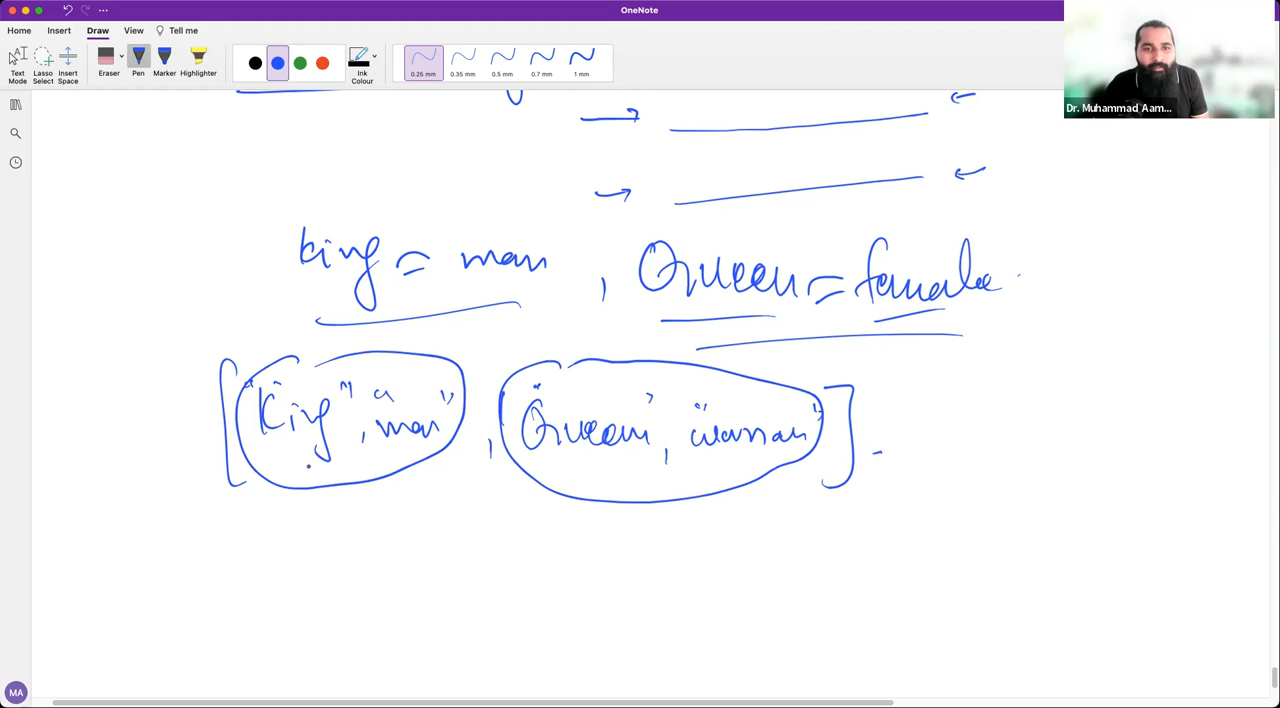 OneNote
Home Insert Draw View Tell me
Text Mode Lasso Select Insert Space Eraser Pen Marker Highlighter Ink Colour 0.25 mm 0.35 mm 0.5 mm 0.7 mm 1 mm
Dr. Muhammad Aam...
King = man , Queen = female
["King", "man", "Queen", "woman"].
MA